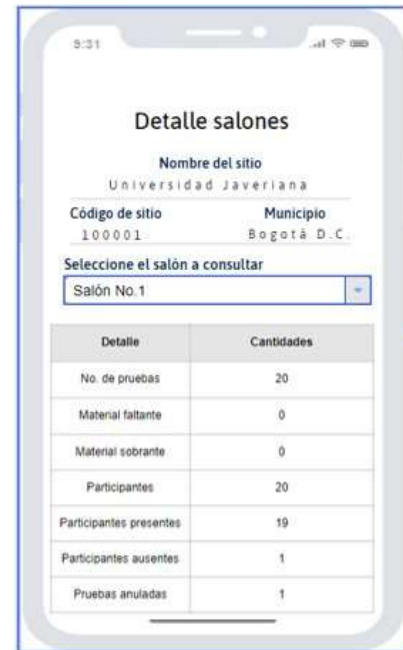 9:31
Detalle salones
Nombre del sitio
Universidad Javeriana
Código de sitio Municipio
100001 Bogotá D.C.
Seleccione el salón a consultar
Salón No.1
Detalle Cantidades
No. de pruebas 20
Material faltante 0
Material sobrante 0
Participantes 20
Participantes presentes 19
Participantes ausentes 1
Pruebas anuladas 1